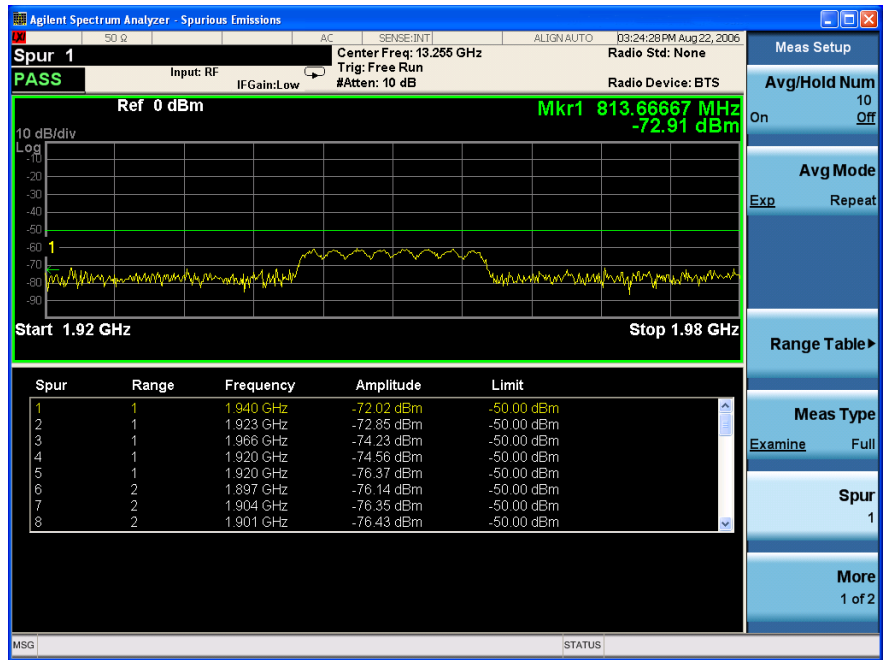 Agilent Spectrum Analyzer - Spurious Emissions
50 Ω AC SENSE:INT ALIGN AUTO 03:24:28 PM Aug 22, 2006
Spur 1
Center Freq: 13.255 GHz
Radio Std: None
PASS
Input: RF
Trig: Free Run
IFGain:Low
#Atten: 10 dB
Radio Device: BTS
Ref 0 dBm
Mkr1 813.66667 MHz
-72.91 dBm
10 dB/div
Log
-10
-20
-30
-40
-50
-60
-70
-80
-90
1
Start 1.92 GHz
Stop 1.98 GHz
Spur Range Frequency Amplitude Limit
1 1 1.940 GHz -72.02 dBm -50.00 dBm
2 1 1.923 GHz -72.85 dBm -50.00 dBm
3 1 1.966 GHz -74.23 dBm -50.00 dBm
4 1 1.920 GHz -74.56 dBm -50.00 dBm
5 1 1.920 GHz -76.37 dBm -50.00 dBm
6 2 1.897 GHz -76.14 dBm -50.00 dBm
7 2 1.904 GHz -76.35 dBm -50.00 dBm
8 2 1.901 GHz -76.43 dBm -50.00 dBm
Meas Setup
Avg/Hold Num
10
On Off
Avg Mode
Exp Repeat
Range Table
Meas Type
Examine Full
Spur
1
More
1 of 2
MSG
STATUS